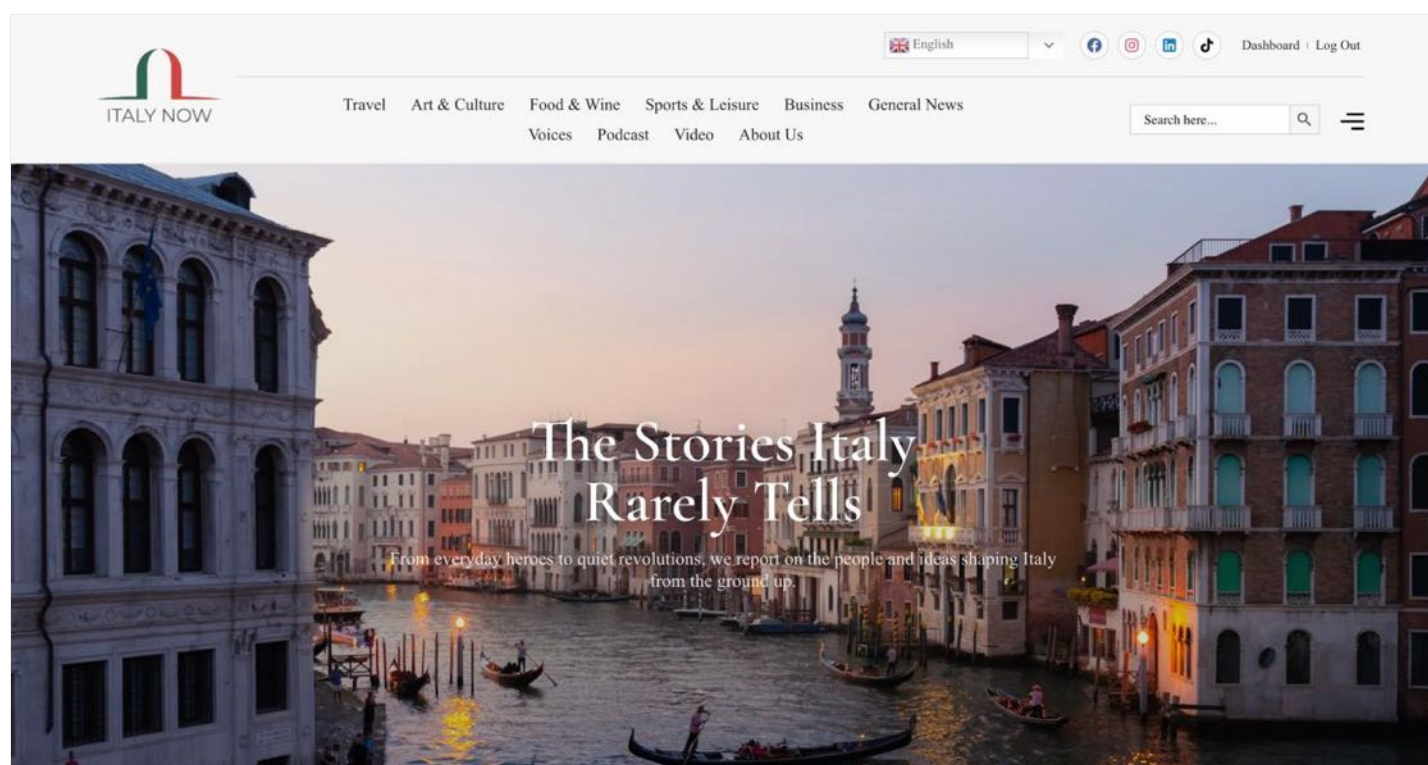 English
Dashboard | Log Out
ITALY NOW
Travel Art & Culture Food & Wine Sports & Leisure Business General News
Voices Podcast Video About Us
Search here...
The Stories Italy
Rarely Tells
From everyday heroes to quiet revolutions, we report on the people and ideas shaping Italy
from the ground up.